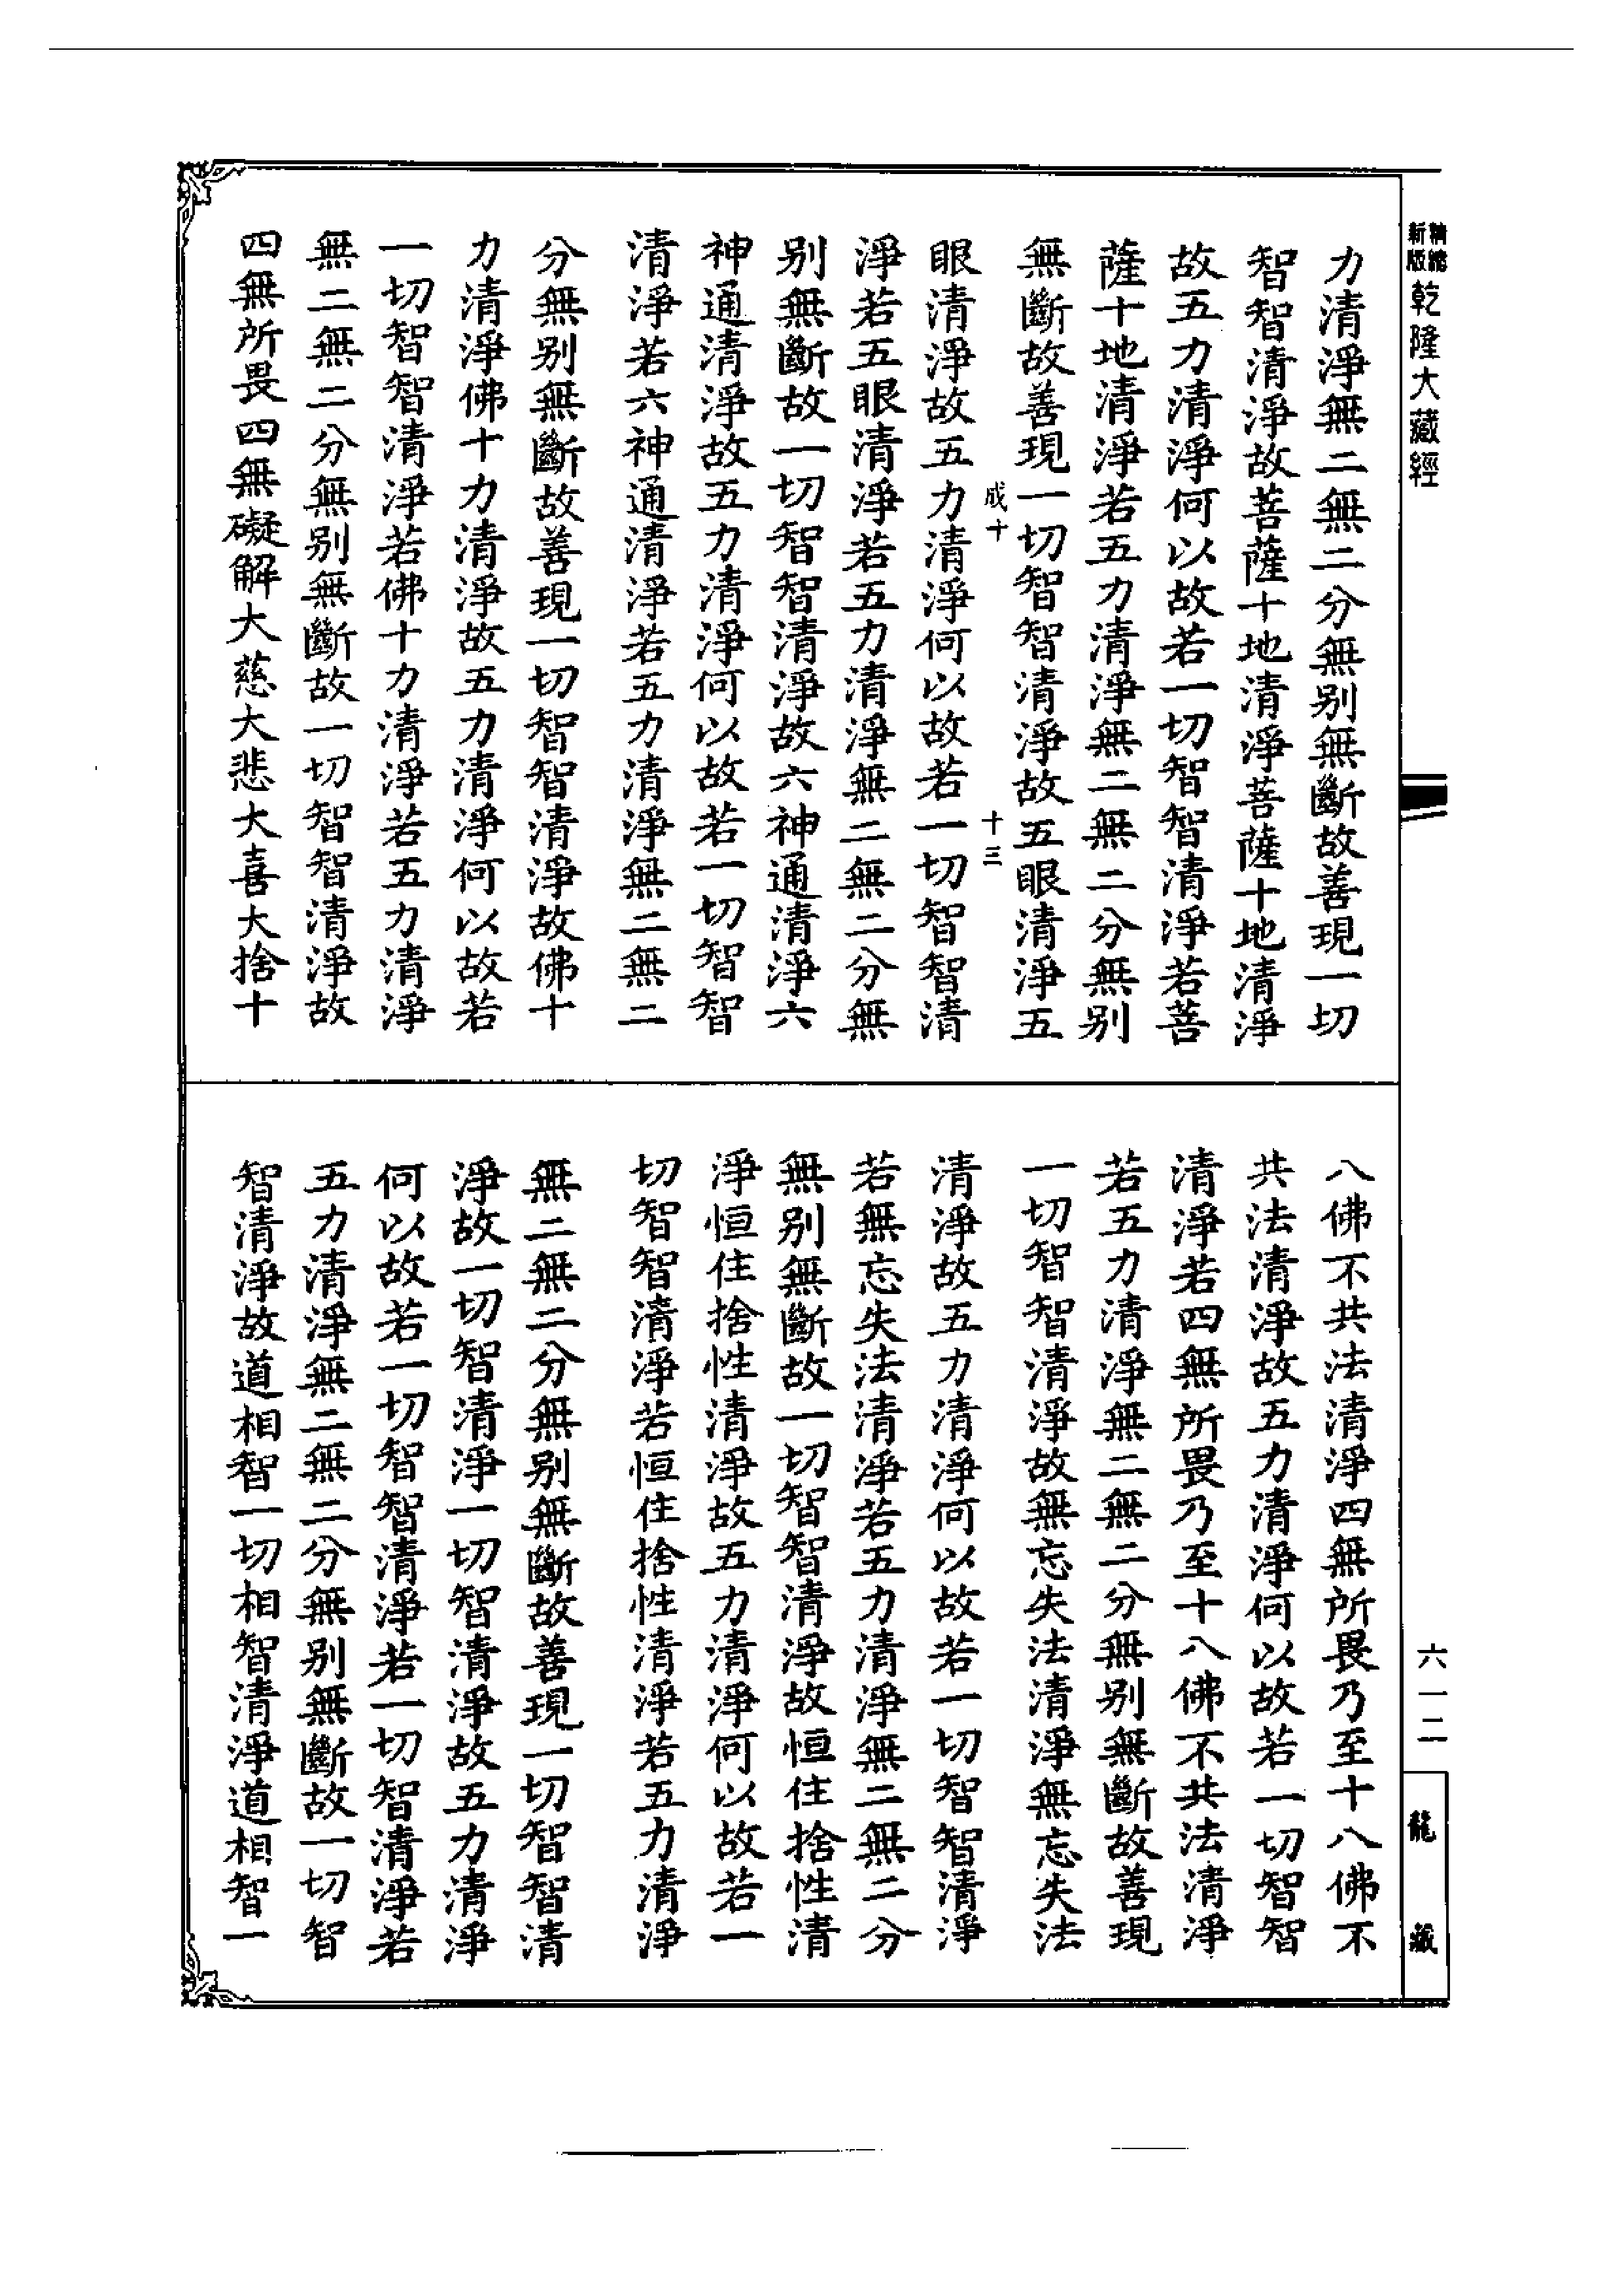 新版
精縮
乾隆大藏經
力清淨無二無二分無別無斷故善現一切
智智清淨故菩薩十地清淨菩薩十地清淨
故五力清淨何以故若一切智智清淨若菩
薩十地清淨若五力清淨無二無二分無別
無斷故善現一切智智清淨故五眼清淨五
成十
十三
眼清淨故五力清淨何以故若一切智智清
淨若五眼清淨若五力清淨無二無二分無
別無斷故一切智智清淨故六神通清淨六
神通清淨故五力清淨何以故若一切智智
清淨若六神通清淨若五力清淨無二無二
分無別無斷故善現一切智智清淨故佛十
力清淨佛十力清淨故五力清淨何以故若
一切智智清淨若佛十力清淨若五力清淨
無二無二分無別無斷故一切智智清淨故
四無所畏四無礙解大慈大悲大喜大捨十
八佛不共法清淨四無所畏乃至十八佛不
共法清淨故五力清淨何以故若一切智智
清淨若四無所畏乃至十八佛不共法清淨
若五力清淨無二無二分無別無斷故善現
一切智智清淨故無忘失法清淨無忘失法
清淨故五力清淨何以故若一切智智清淨
若無忘失法清淨若五力清淨無二無二分
無別無斷故一切智智清淨故恒住捨性清
淨恒住捨性清淨故五力清淨何以故若一
切智智清淨若恒住捨性清淨若五力清淨
無二無二分無別無斷故善現一切智智清
淨故一切智清淨一切智清淨故五力清淨
何以故若一切智智清淨若一切智清淨若
五力清淨無二無二分無別無斷故一切智
智清淨故道相智一切相智清淨道相智一
六一二
龍藏